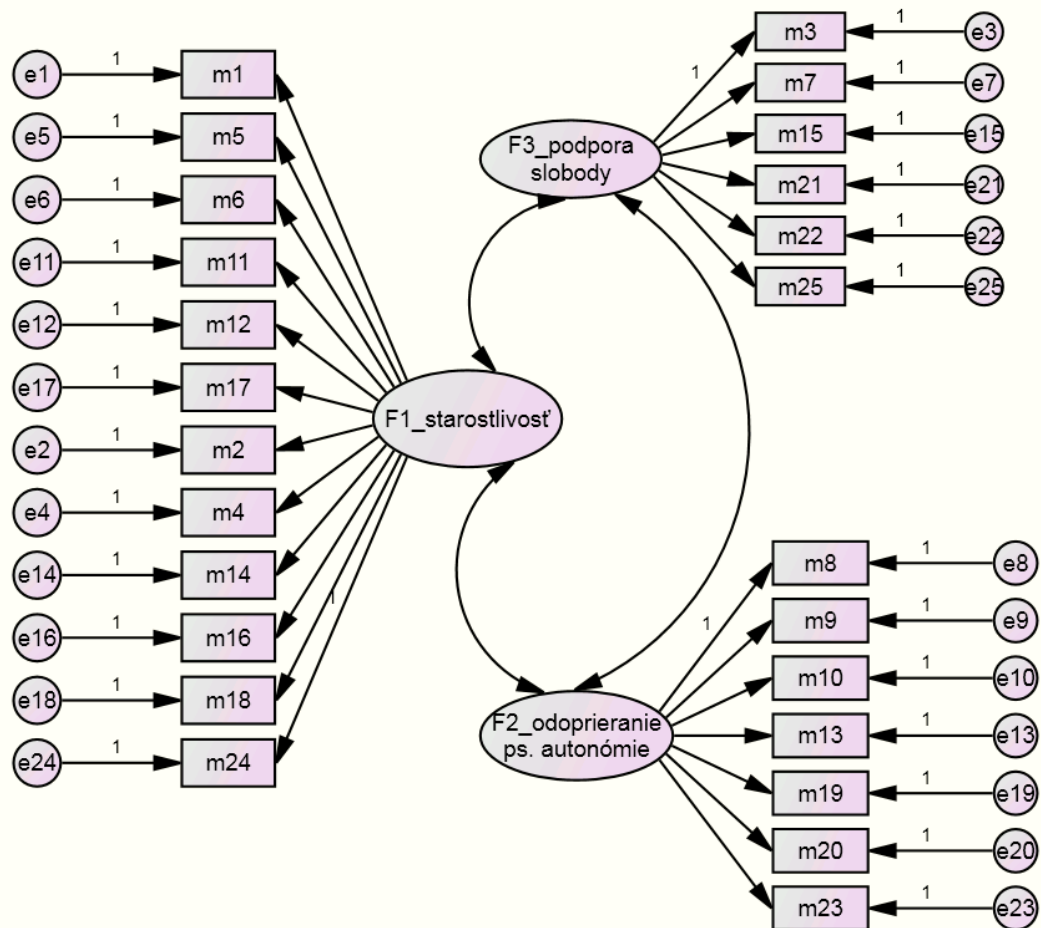 e1 1 m1
e5 1 m5
e6 1 m6
e11 1 m11
e12 1 m12
e17 1 m17
e2 1 m2
e4 1 m4
e14 1 m14
e16 1 m16
e18 1 m18
e24 1 m24
1
F1_starostlivosť
F3_podpora
slobody
1
m3 1 e3
m7 1 e7
m15 1 e15
m21 1 e21
m22 1 e22
m25 1 e25
F2_odoprieranie
ps. autonómie
1
m8 1 e8
m9 1 e9
m10 1 e10
m13 1 e13
m19 1 e19
m20 1 e20
m23 1 e23